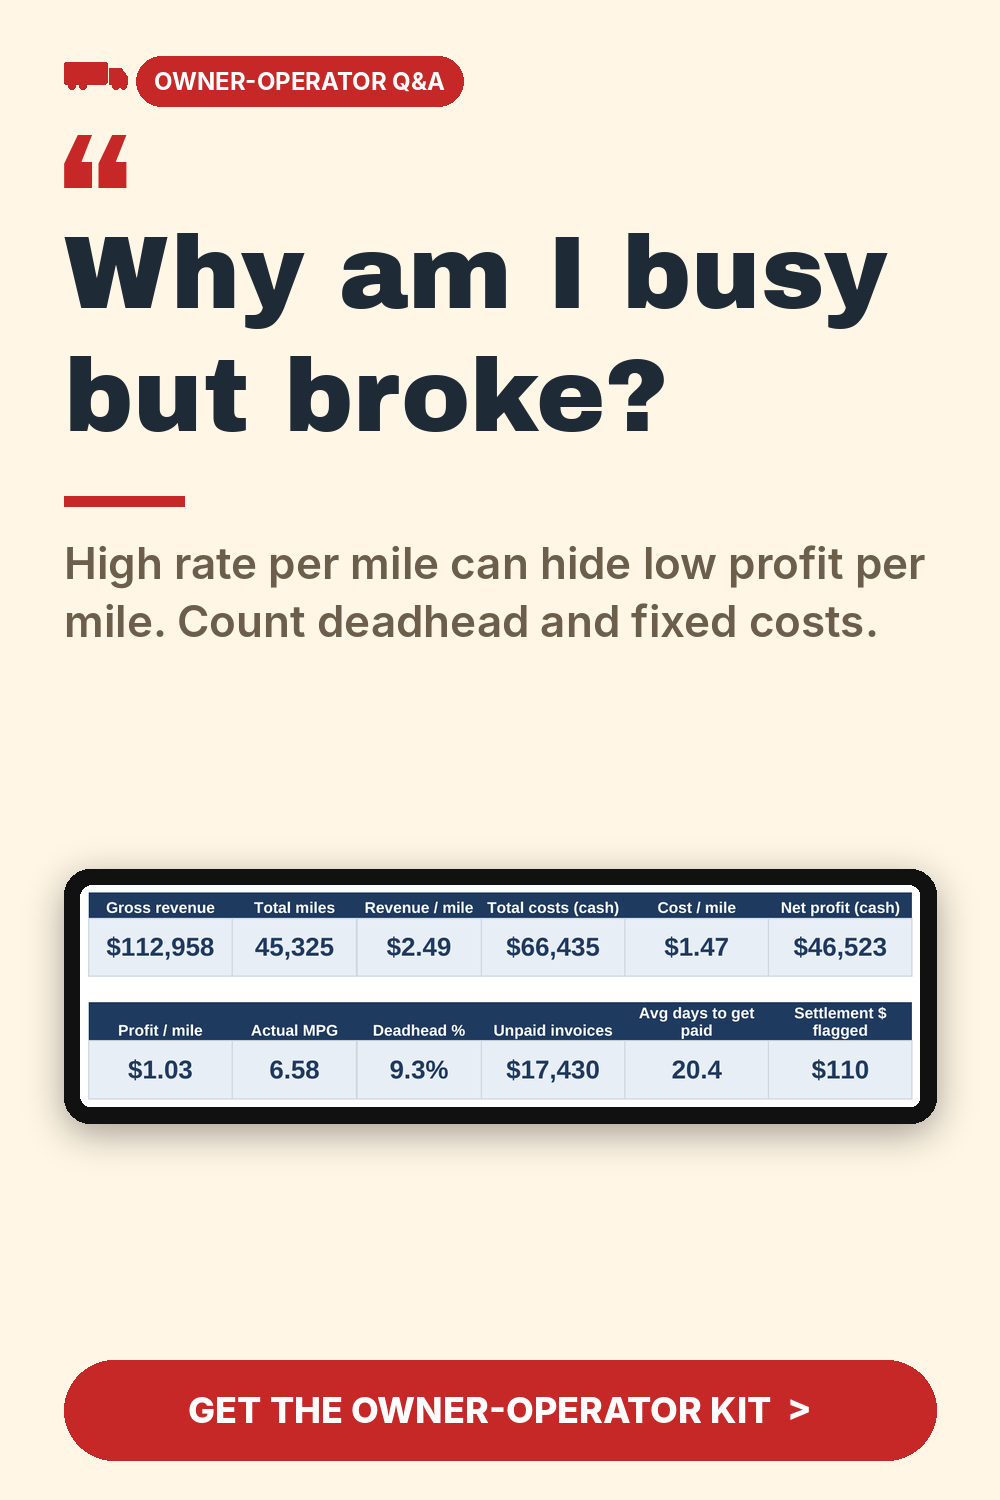 OWNER-OPERATOR Q&A
“
Why am I busy
but broke?
High rate per mile can hide low profit per
mile. Count deadhead and fixed costs.
Gross revenue Total miles Revenue / mile Total costs (cash) Cost / mile Net profit (cash)
$112,958 45,325 $2.49 $66,435 $1.47 $46,523
Profit / mile Actual MPG Deadhead % Unpaid invoices Avg days to get paid Settlement $ flagged
$1.03 6.58 9.3% $17,430 20.4 $110
GET THE OWNER-OPERATOR KIT >